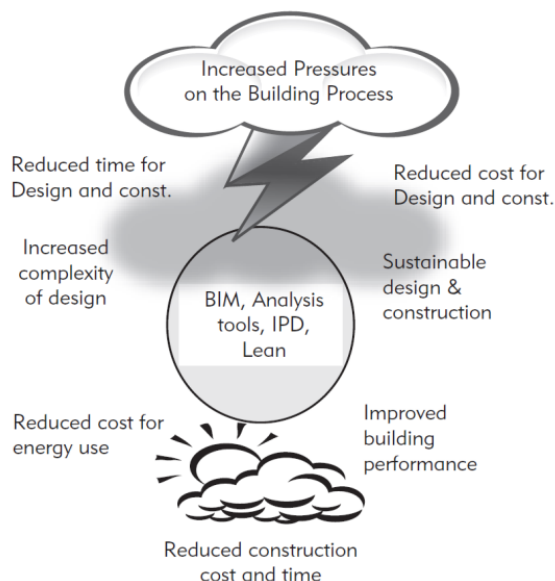 Increased Pressures
on the Building Process
Reduced time for
Design and const.
Reduced cost for
Design and const.
Increased
complexity
of design
Sustainable
design &
construction
BIM, Analysis
tools, IPD,
Lean
Reduced cost for
energy use
Improved
building
performance
Reduced construction
cost and time